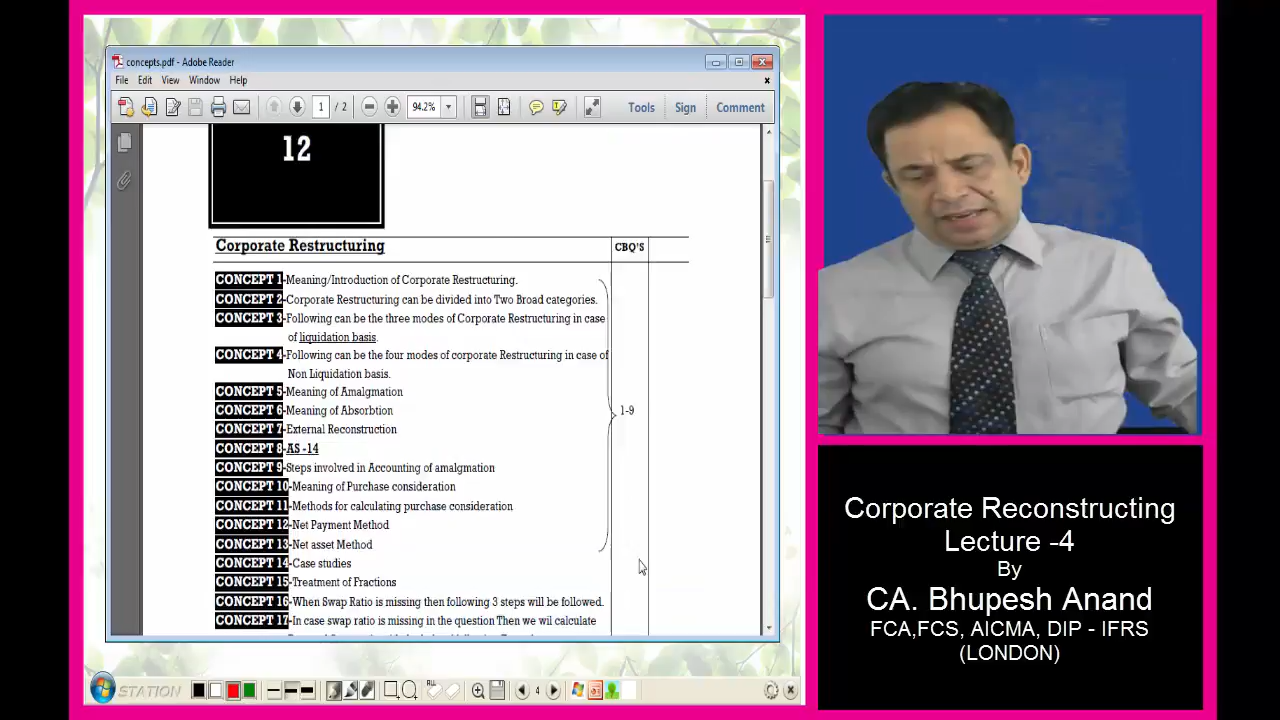 concepts.pdf - Adobe Reader
File Edit View Window Help
1 / 2 94.2% Tools Sign Comment
12
Corporate Restructuring CBQ'S
CONCEPT 1-Meaning/Introduction of Corporate Restructuring.
CONCEPT 2-Corporate Restructuring can be divided into Two Broad categories.
CONCEPT 3-Following can be the three modes of Corporate Restructuring in case
of liquidation basis.
CONCEPT 4-Following can be the four modes of corporate Restructuring in case of
Non Liquidation basis.
CONCEPT 5-Meaning of Amalgmation
CONCEPT 6-Meaning of Absorbtion
1-9
CONCEPT 7-External Reconstruction
CONCEPT 8-AS -14
CONCEPT 9-Steps involved in Accounting of amalgmation
CONCEPT 10-Meaning of Purchase consideration
CONCEPT 11-Methods for calculating purchase consideration
CONCEPT 12-Net Payment Method
CONCEPT 13-Net asset Method
CONCEPT 14-Case studies
CONCEPT 15-Treatment of Fractions
CONCEPT 16-When Swap Ratio is missing then following 3 steps will be followed.
CONCEPT 17-In case swap ratio is missing in the question Then we wil calculate
STATION
4
Corporate Reconstructing
Lecture -4
By
CA. Bhupesh Anand
FCA,FCS, AICMA, DIP - IFRS
(LONDON)